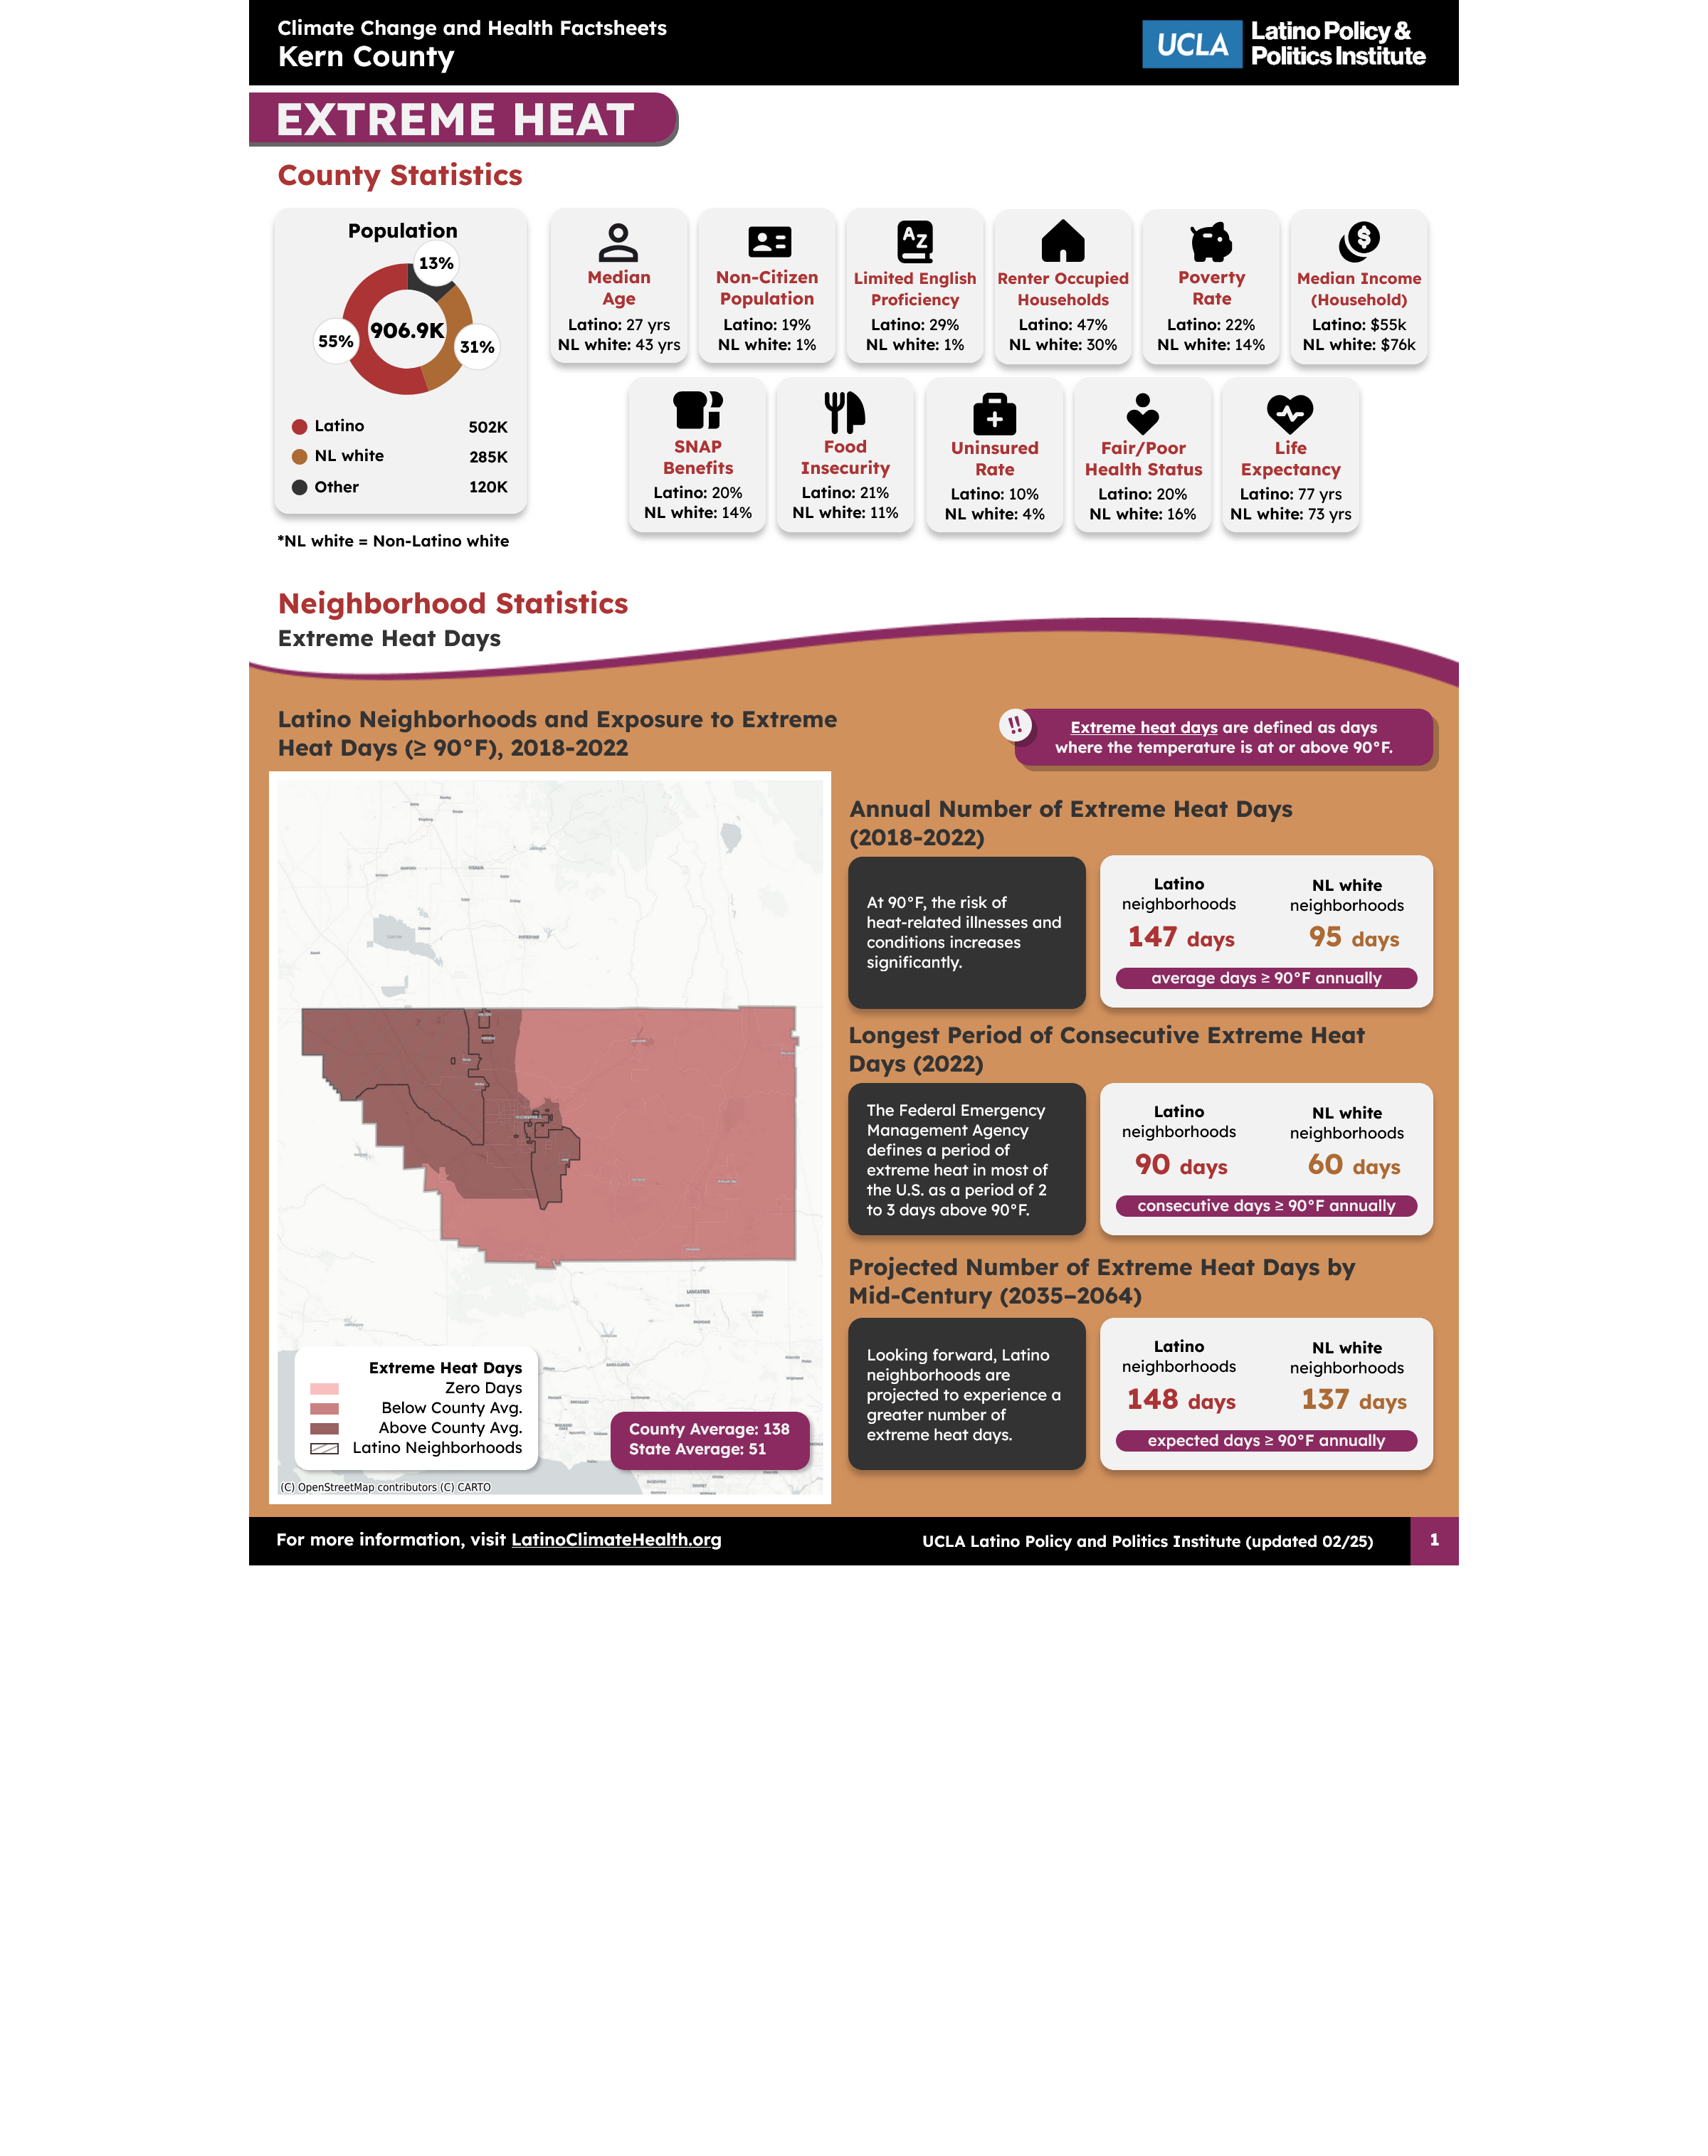 Climate Change and Health Factsheets
Kern County
UCLA
Latino Policy &
Politics Institute
EXTREME HEAT
County Statistics
Population
13%
906.9K
55%
31%
Latino 502K
NL white 285K
Other 120K
*NL white = Non-Latino white
Median
Age
Latino: 27 yrs
NL white: 43 yrs
Non-Citizen
Population
Latino: 19%
NL white: 1%
A Z
Limited English
Proficiency
Latino: 29%
NL white: 1%
Renter Occupied
Households
Latino: 47%
NL white: 30%
Poverty
Rate
Latino: 22%
NL white: 14%
$
Median Income
(Household)
Latino: $55k
NL white: $76k
SNAP
Benefits
Latino: 20%
NL white: 14%
Food
Insecurity
Latino: 21%
NL white: 11%
Uninsured
Rate
Latino: 10%
NL white: 4%
Fair/Poor
Health Status
Latino: 20%
NL white: 16%
Life
Expectancy
Latino: 77 yrs
NL white: 73 yrs
Neighborhood Statistics
Extreme Heat Days
Latino Neighborhoods and Exposure to Extreme
Heat Days (≥ 90°F), 2018-2022
!!
Extreme heat days are defined as days
where the temperature is at or above 90°F.
LANCASTER
Extreme Heat Days
Zero Days
Below County Avg.
Above County Avg.
Latino Neighborhoods
County Average: 138
State Average: 51
(C) OpenStreetMap contributors (C) CARTO
Annual Number of Extreme Heat Days
(2018-2022)
At 90°F, the risk of
heat-related illnesses and
conditions increases
significantly.
Latino
neighborhoods
147 days
NL white
neighborhoods
95 days
average days ≥ 90°F annually
Longest Period of Consecutive Extreme Heat
Days (2022)
The Federal Emergency
Management Agency
defines a period of
extreme heat in most of
the U.S. as a period of 2
to 3 days above 90°F.
Latino
neighborhoods
90 days
NL white
neighborhoods
60 days
consecutive days ≥ 90°F annually
Projected Number of Extreme Heat Days by
Mid-Century (2035–2064)
Looking forward, Latino
neighborhoods are
projected to experience a
greater number of
extreme heat days.
Latino
neighborhoods
148 days
NL white
neighborhoods
137 days
expected days ≥ 90°F annually
For more information, visit LatinoClimateHealth.org
UCLA Latino Policy and Politics Institute (updated 02/25)
1